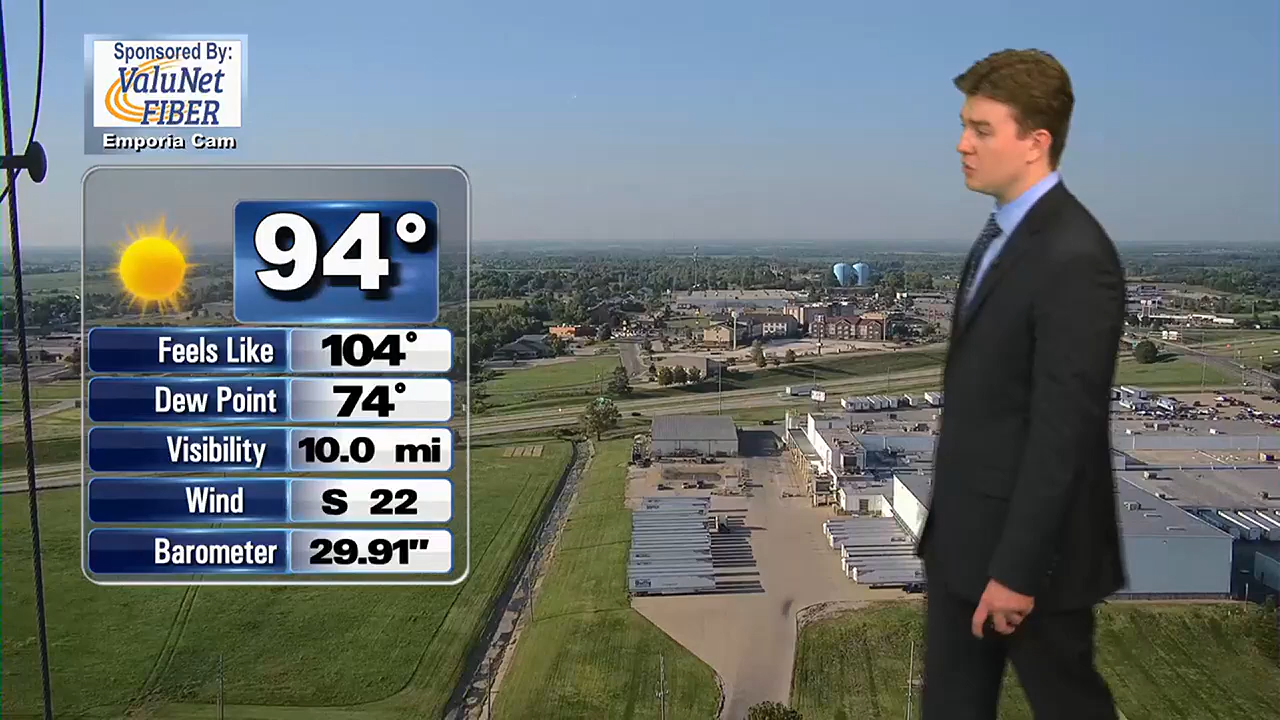 Sponsored By:
ValuNet
FIBER
Emporia Cam
94°
Feels Like 104°
Dew Point 74°
Visibility 10.0 mi
Wind S 22
Barometer 29.91"